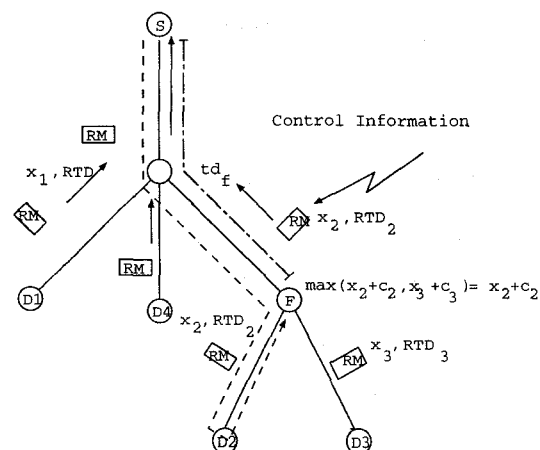 S
Control Information
RM
x₁, RTD
td_f
RM
RM x₂, RTD₂
RM
D1
D4
F
max(x₂+c₂, x₃+c₃)= x₂+c₂
x₂, RTD₂
RM
RM
x₃, RTD₃
D2
D3